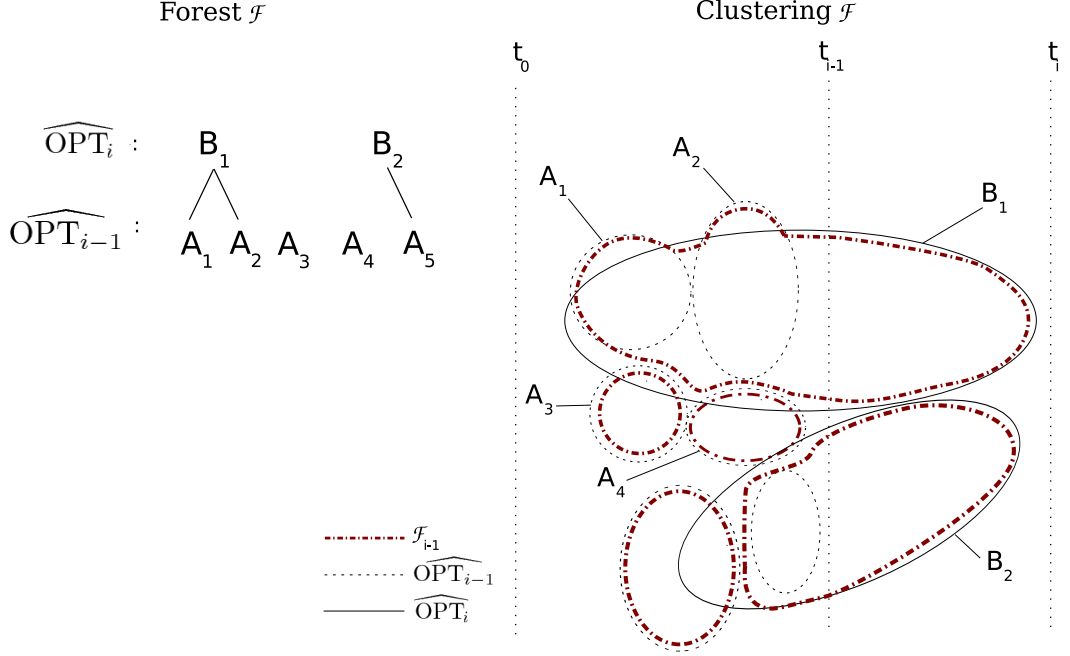 Forest ℱ
Clustering ℱ
t₀
tᵢ₋₁
tᵢ
A₂
A₁
B₁
A₃
A₄
B₂
OPT̂ᵢ :
B₁ B₂
OPT̂ᵢ₋₁ :
A₁ A₂ A₃ A₄ A₅
ℱᵢ₋₁
OPT̂ᵢ₋₁
OPT̂ᵢ